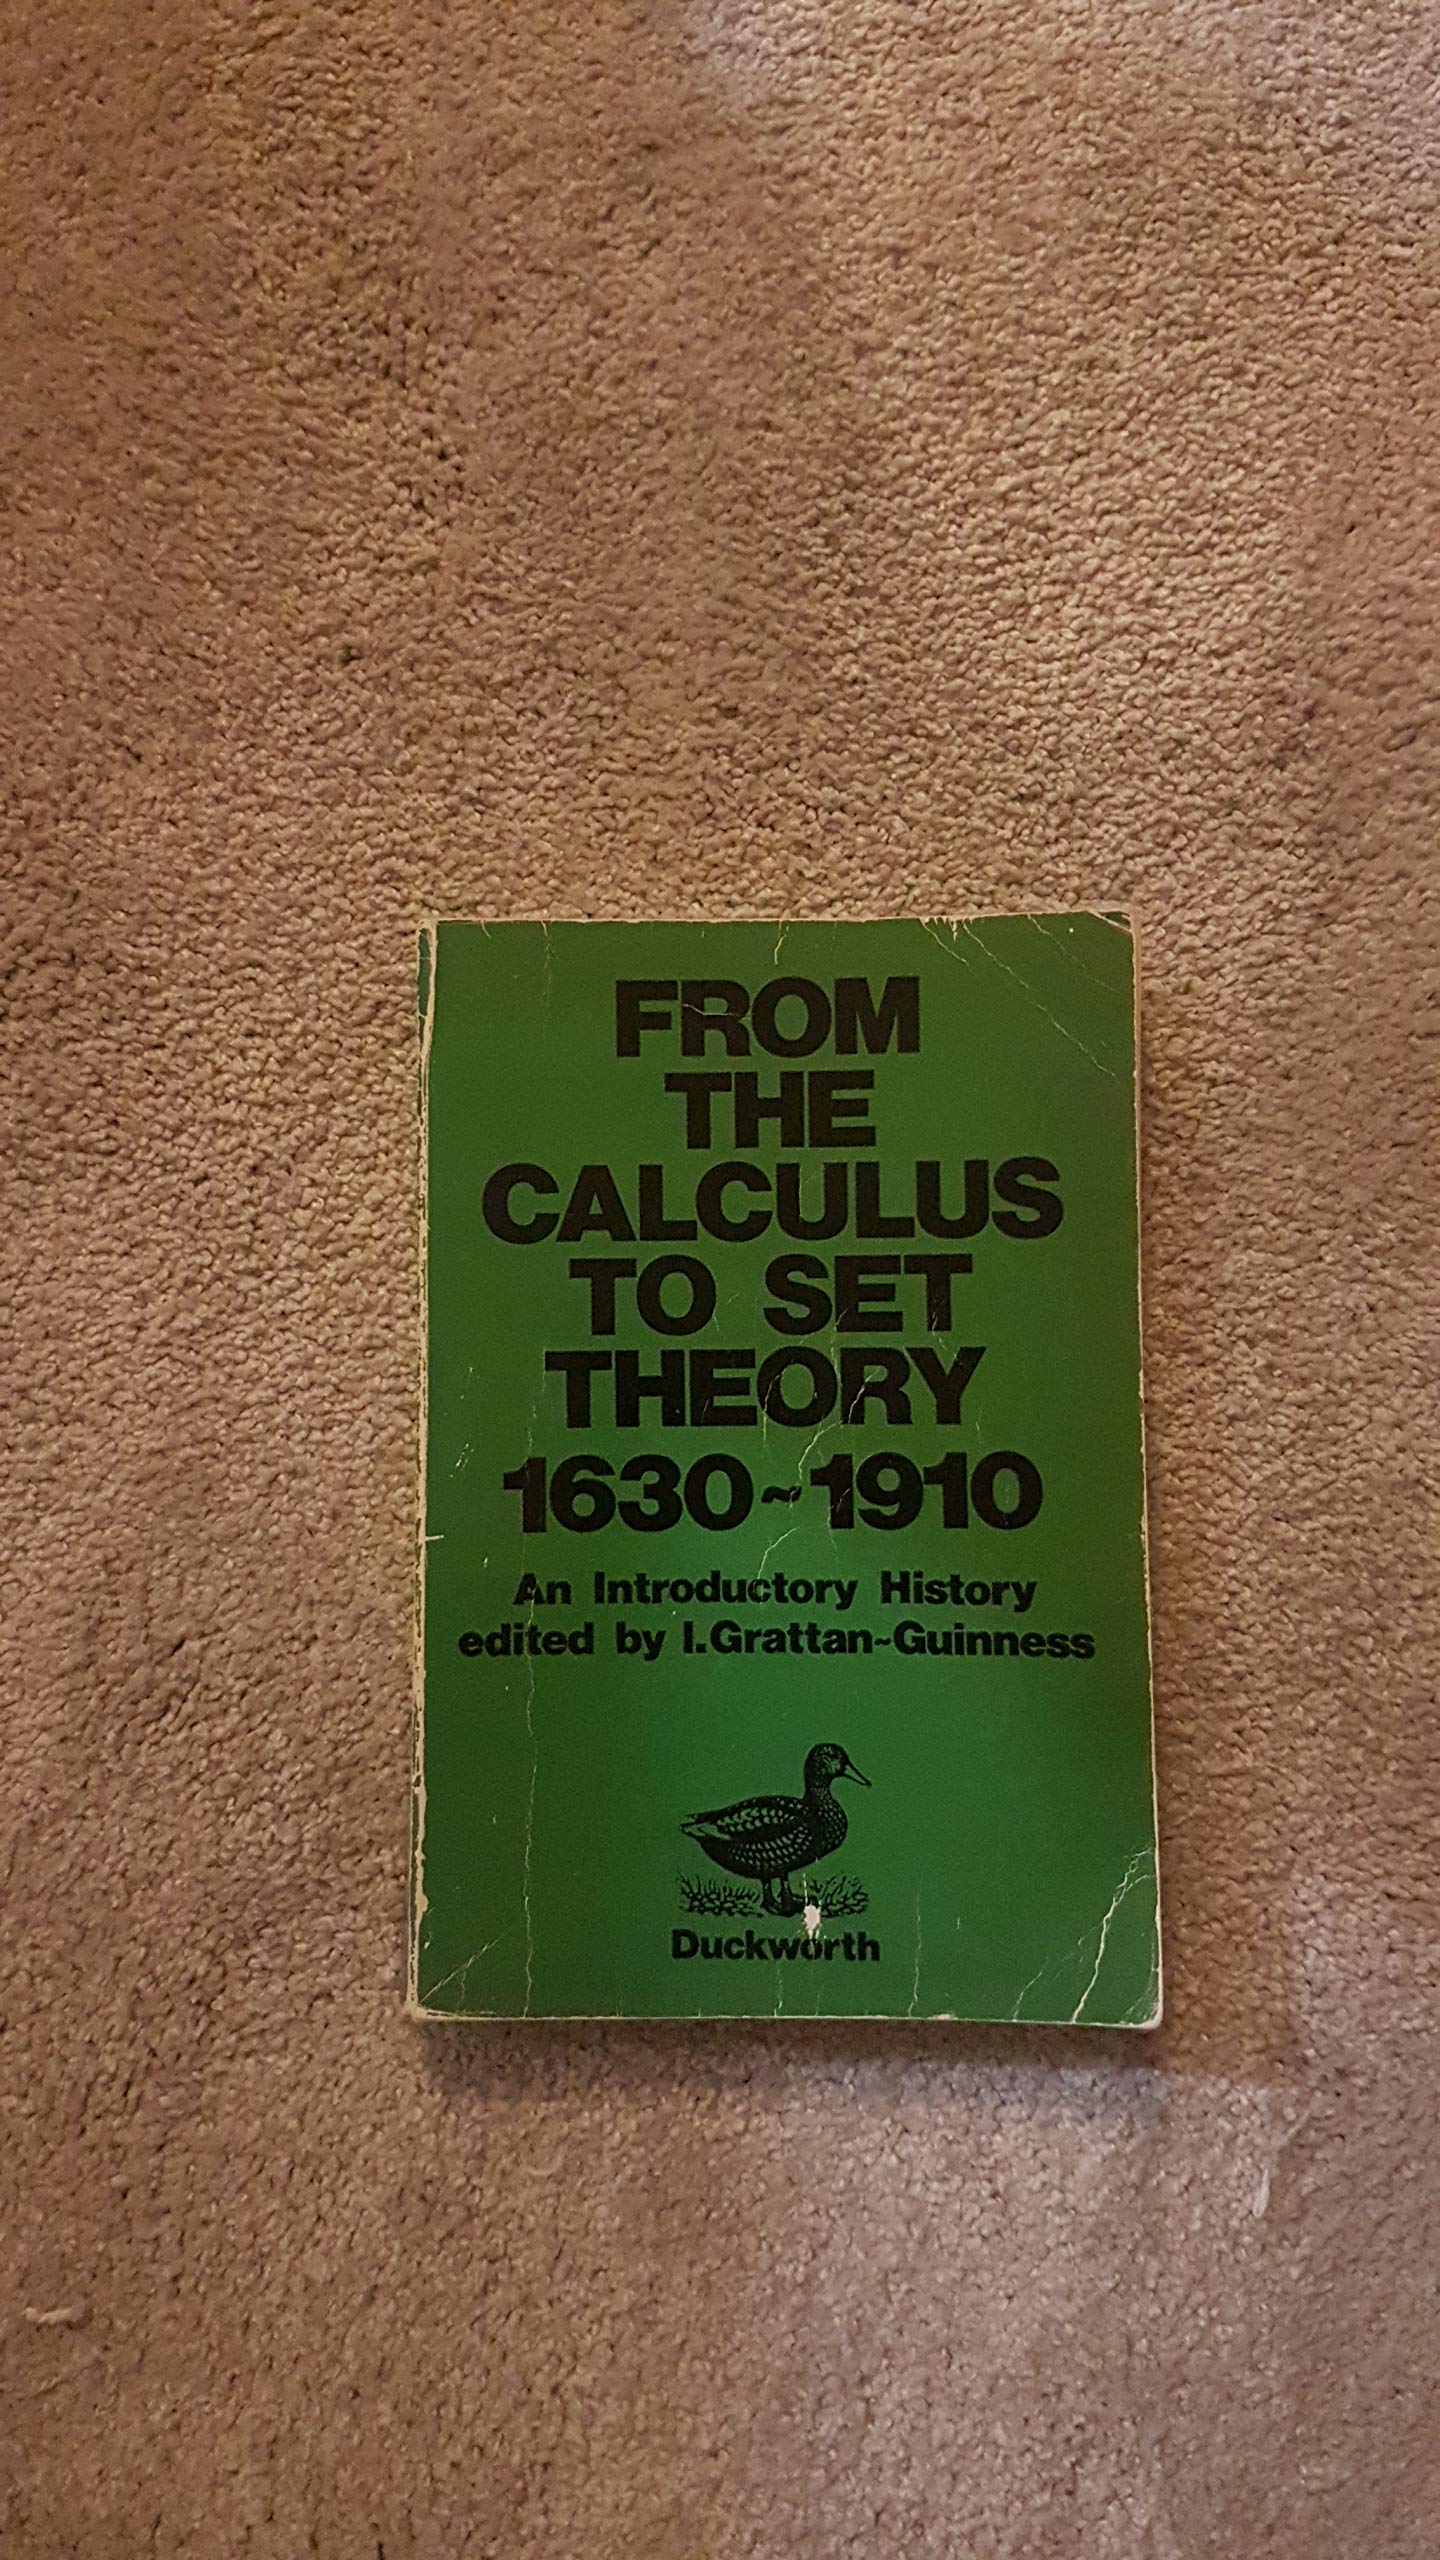 FROM
THE
CALCULUS
TO SET
THEORY
1630~1910
An Introductory History
edited by I.Grattan~Guinness
Duckworth